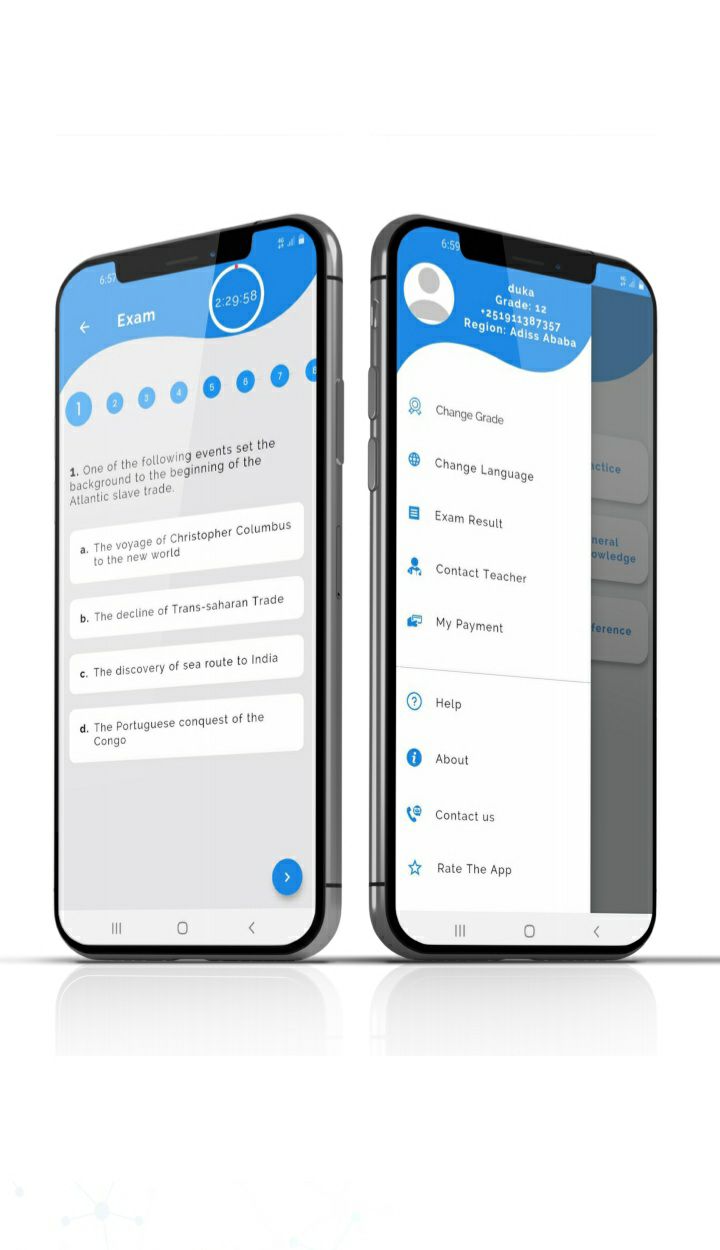 6:57
2:29:58
Exam
1 2 3 4 5 6 7 8
1. One of the following events set the
background to the beginning of the
Atlantic slave trade.
a. The voyage of Christopher Columbus
to the new world
b. The decline of Trans-saharan Trade
c. The discovery of sea route to India
d. The Portuguese conquest of the
Congo
6:59
duka
Grade: 12
+251911387357
Region: Adiss Ababa
Change Grade
Change Language
Exam Result
Contact Teacher
My Payment
Help
About
Contact us
Rate The App
actice
neral
owledge
ference